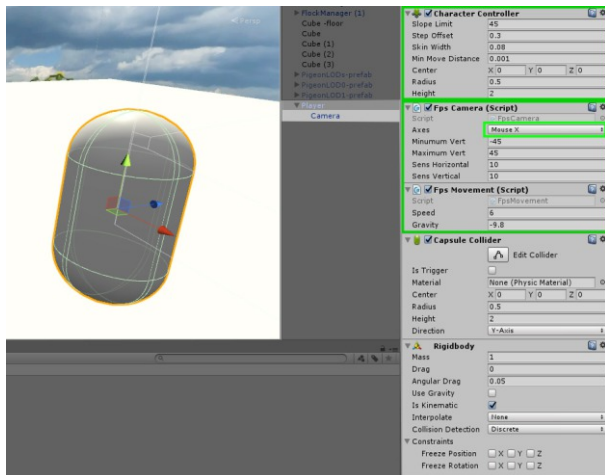 Persp
FlockManager (1)
Cube -floor
Cube
Cube (1)
Cube (2)
Cube (3)
PigeonLODs-prefab
PigeonLOD0-prefab
PigeonLOD1-prefab
Player
Camera
Character Controller
Slope Limit 45
Step Offset 0.3
Skin Width 0.08
Min Move Distance 0.001
Center X 0 Y 0 Z 0
Radius 0.5
Height 2
Fps Camera (Script)
Script FpsCamera
Axes Mouse X
Minumum Vert -45
Maximum Vert 45
Sens Horizontal 10
Sens Vertical 10
Fps Movement (Script)
Script FpsMovement
Speed 6
Gravity -9.8
Capsule Collider
Edit Collider
Is Trigger
Material None (Physic Material)
Center X 0 Y 0 Z 0
Radius 0.5
Height 2
Direction Y-Axis
Rigidbody
Mass 1
Drag 0
Angular Drag 0.05
Use Gravity
Is Kinematic
Interpolate None
Collision Detection Discrete
Constraints
Freeze Position X Y Z
Freeze Rotation X Y Z